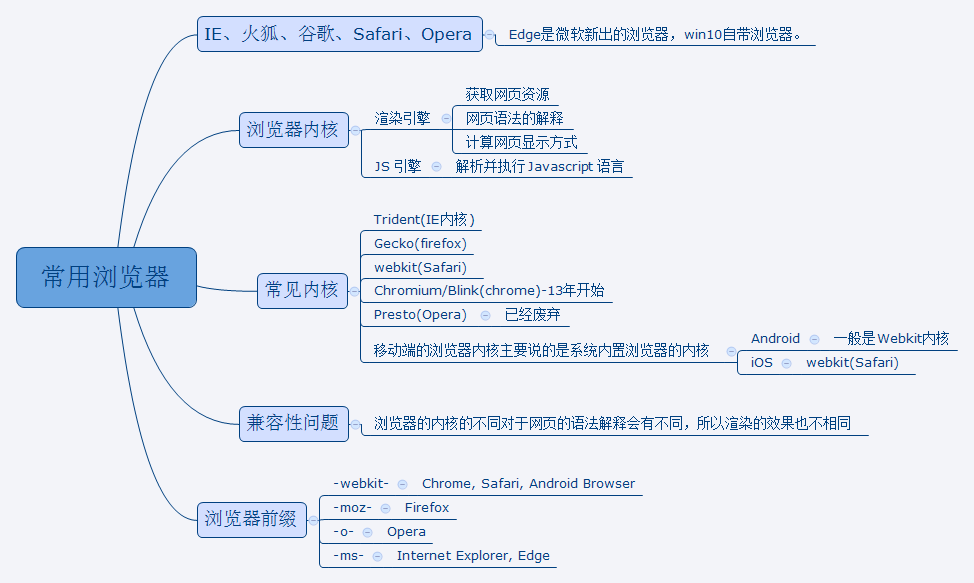 IE、火狐、谷歌、Safari、Opera
Edge是微软新出的浏览器，win10自带浏览器。
浏览器内核
渲染引擎
获取网页资源
网页语法的解释
计算网页显示方式
JS 引擎
解析并执行 Javascript 语言
常用浏览器
常见内核
Trident(IE内核)
Gecko(firefox)
webkit(Safari)
Chromium/Blink(chrome)-13年开始
Presto(Opera)
已经废弃
移动端的浏览器内核主要说的是系统内置浏览器的内核
Android
一般是Webkit内核
iOS
webkit(Safari)
兼容性问题
浏览器的内核的不同对于网页的语法解释会有不同，所以渲染的效果也不相同
浏览器前缀
-webkit-
Chrome, Safari, Android Browser
-moz-
Firefox
-o-
Opera
-ms-
Internet Explorer, Edge